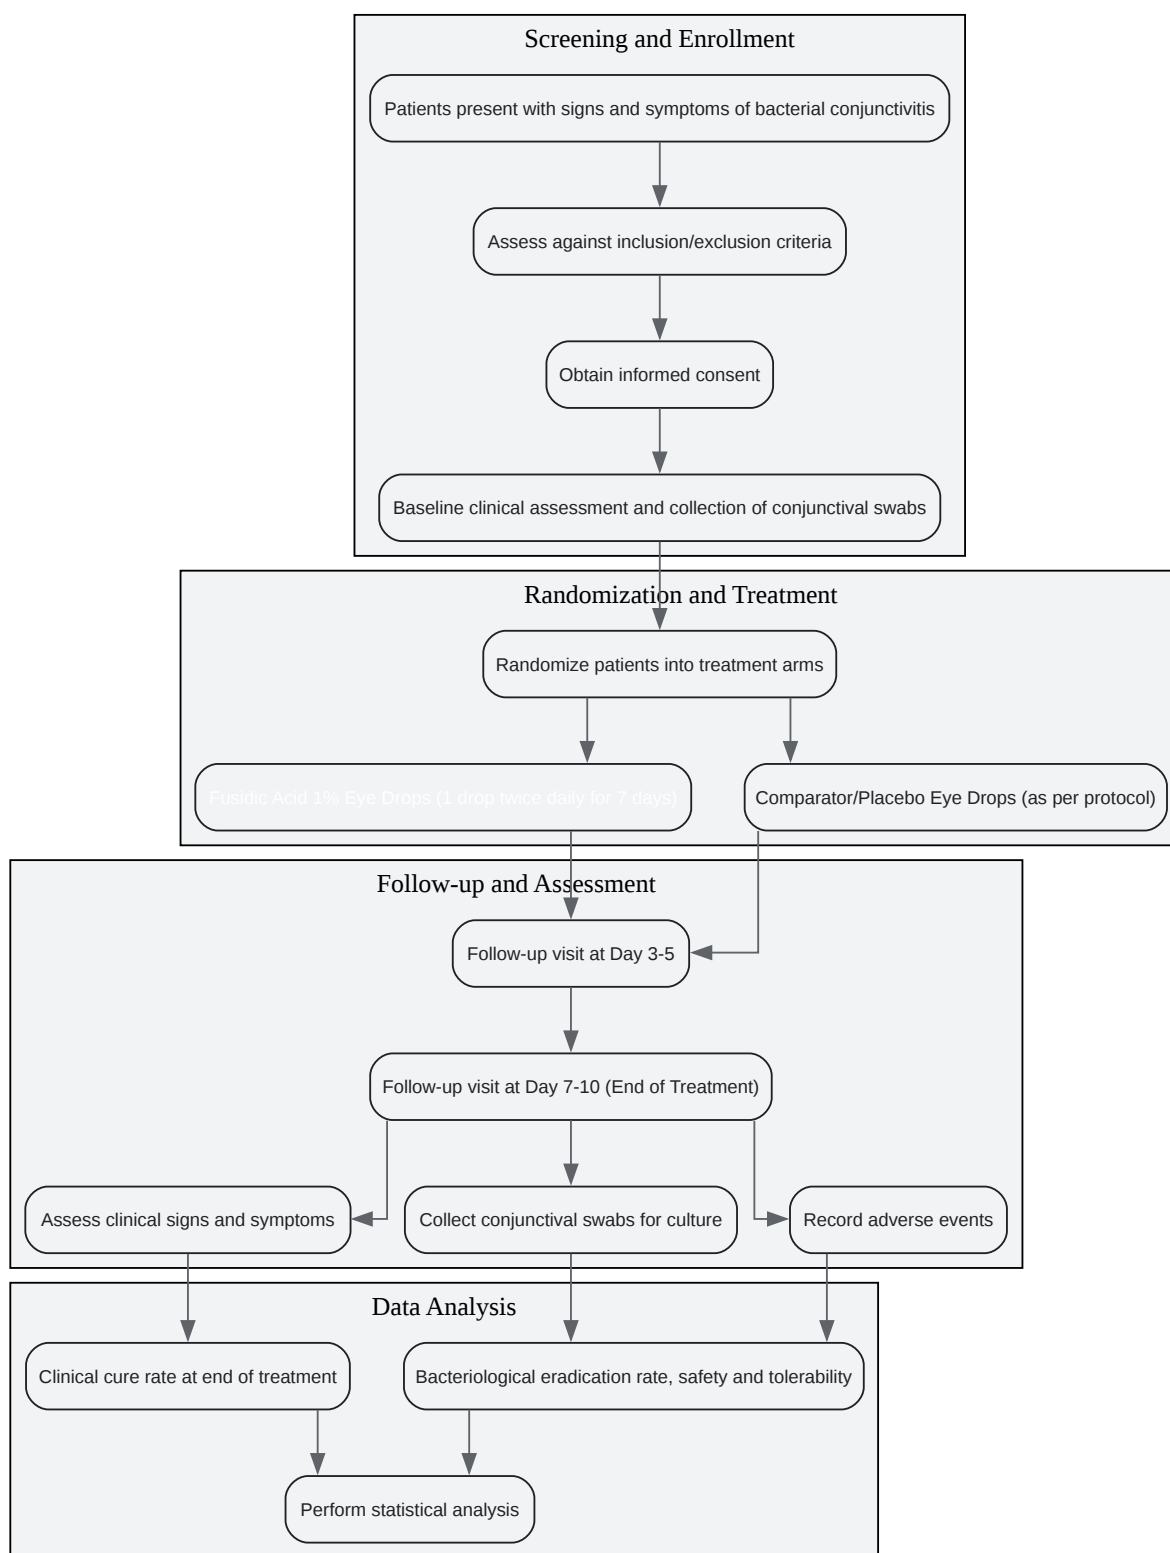 Screening and Enrollment
Patients present with signs and symptoms of bacterial conjunctivitis
Assess against inclusion/exclusion criteria
Obtain informed consent
Baseline clinical assessment and collection of conjunctival swabs
Randomization and Treatment
Randomize patients into treatment arms
Fusidic Acid 1% Eye Drops (1 drop twice daily for 7 days)
Comparator/Placebo Eye Drops (as per protocol)
Follow-up and Assessment
Follow-up visit at Day 3-5
Follow-up visit at Day 7-10 (End of Treatment)
Assess clinical signs and symptoms
Collect conjunctival swabs for culture
Record adverse events
Data Analysis
Clinical cure rate at end of treatment
Bacteriological eradication rate, safety and tolerability
Perform statistical analysis